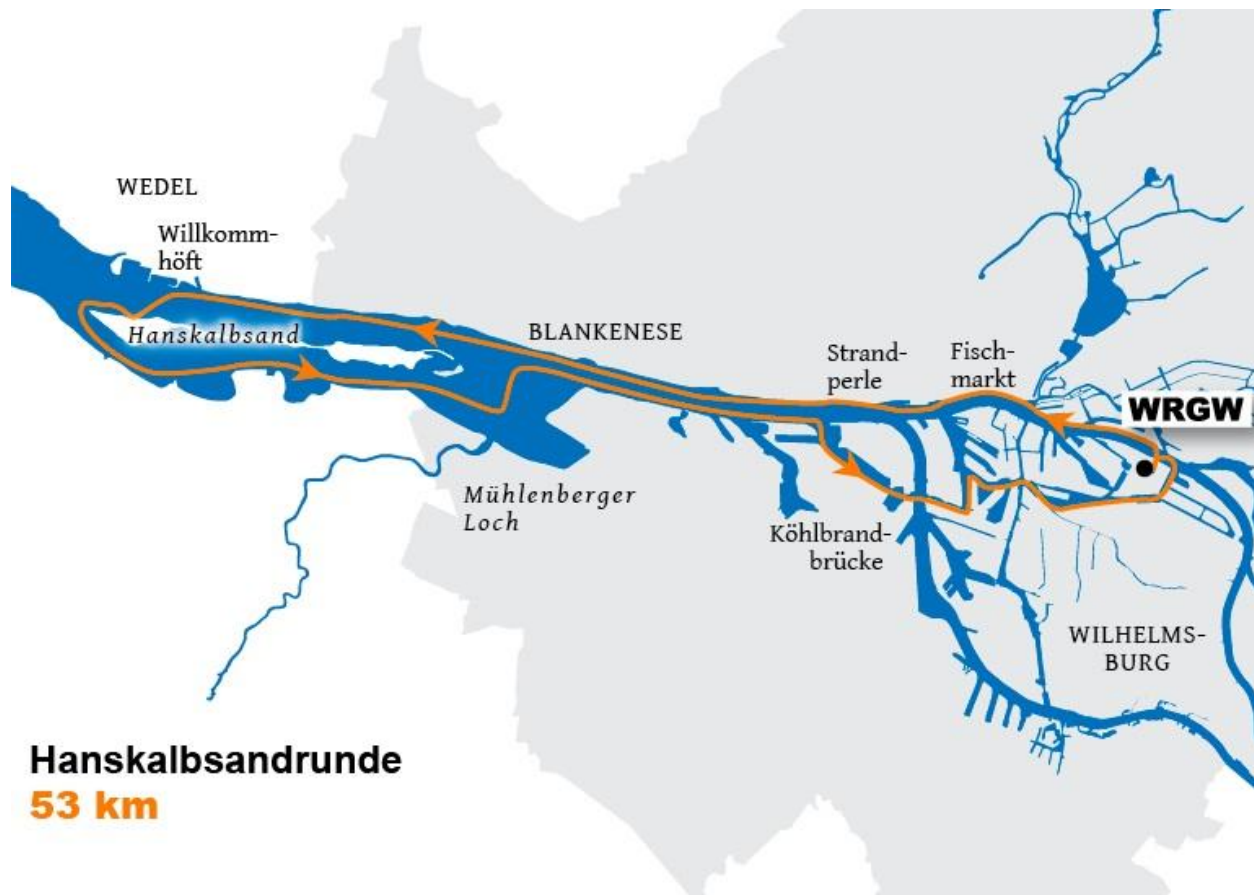 WEDEL
Willkomm-
höft
Hanskalbsand
BLANKENESE
Strand-
perle
Fisch-
markt
WRGW
Mühlenberger
Loch
Köhlbrand-
brücke
WILHELMS-
BURG
Hanskalbsandrunde
53 km